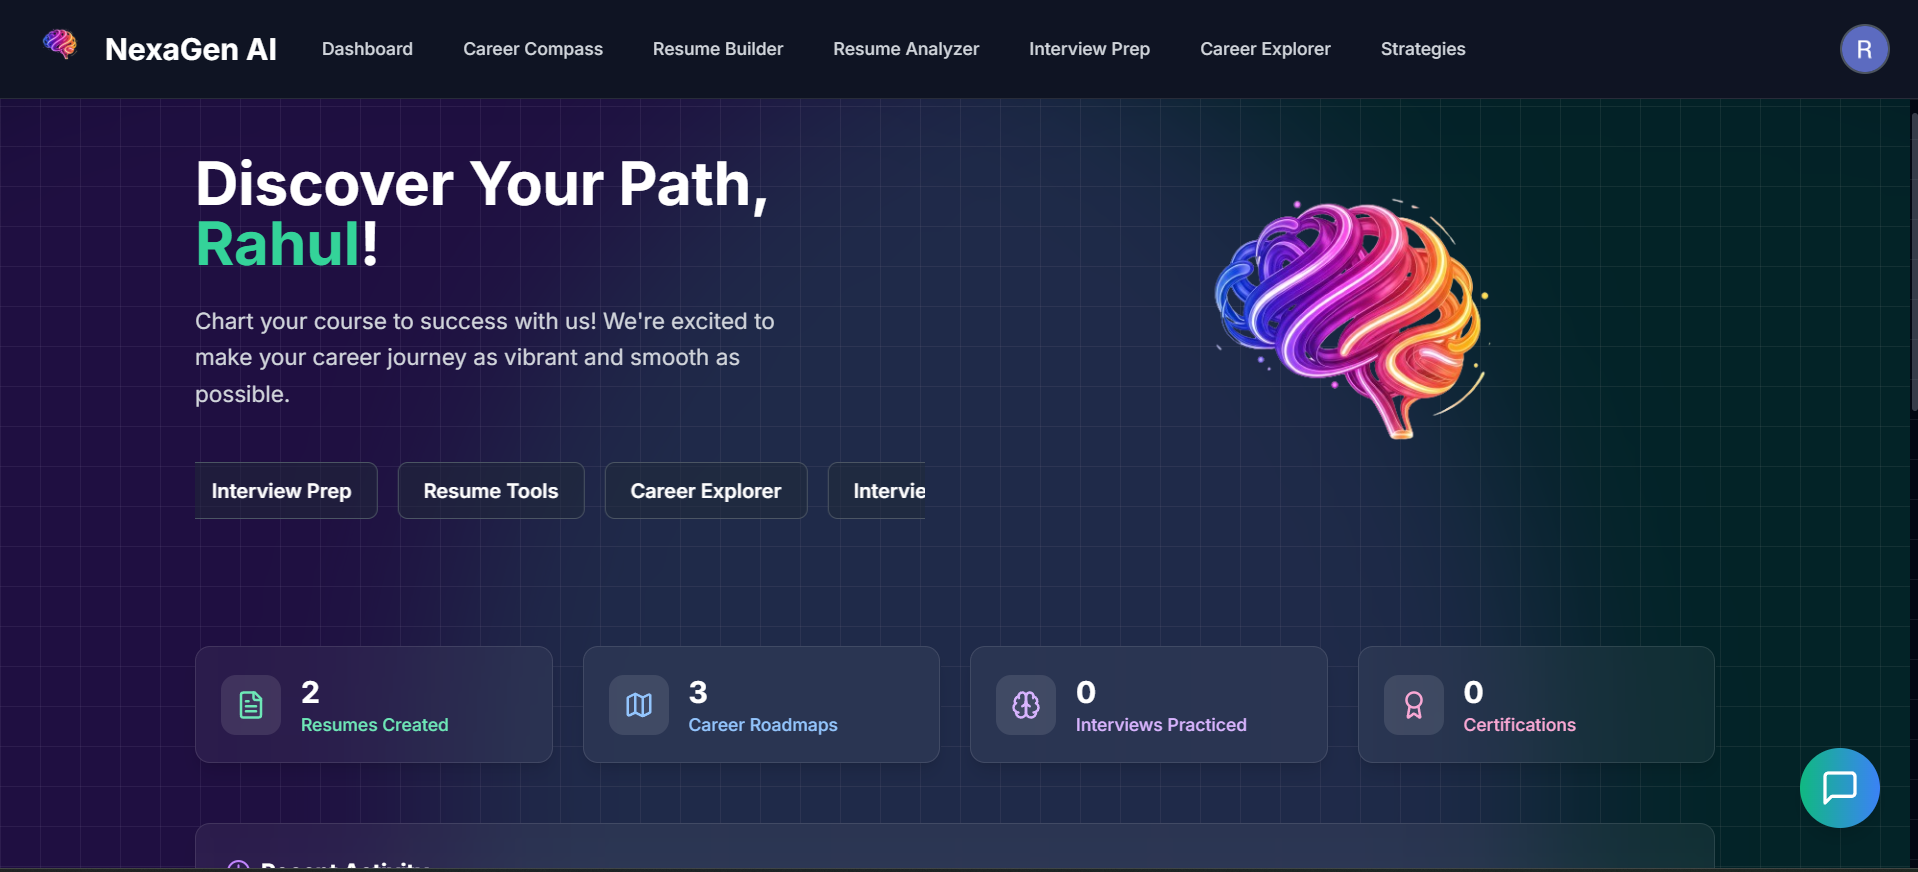 NexaGen AI
Dashboard
Career Compass
Resume Builder
Resume Analyzer
Interview Prep
Career Explorer
Strategies
R
Discover Your Path,
Rahul!
Chart your course to success with us! We're excited to
make your career journey as vibrant and smooth as
possible.
Interview Prep
Resume Tools
Career Explorer
Intervie
2
Resumes Created
3
Career Roadmaps
0
Interviews Practiced
0
Certifications
Recent Activity